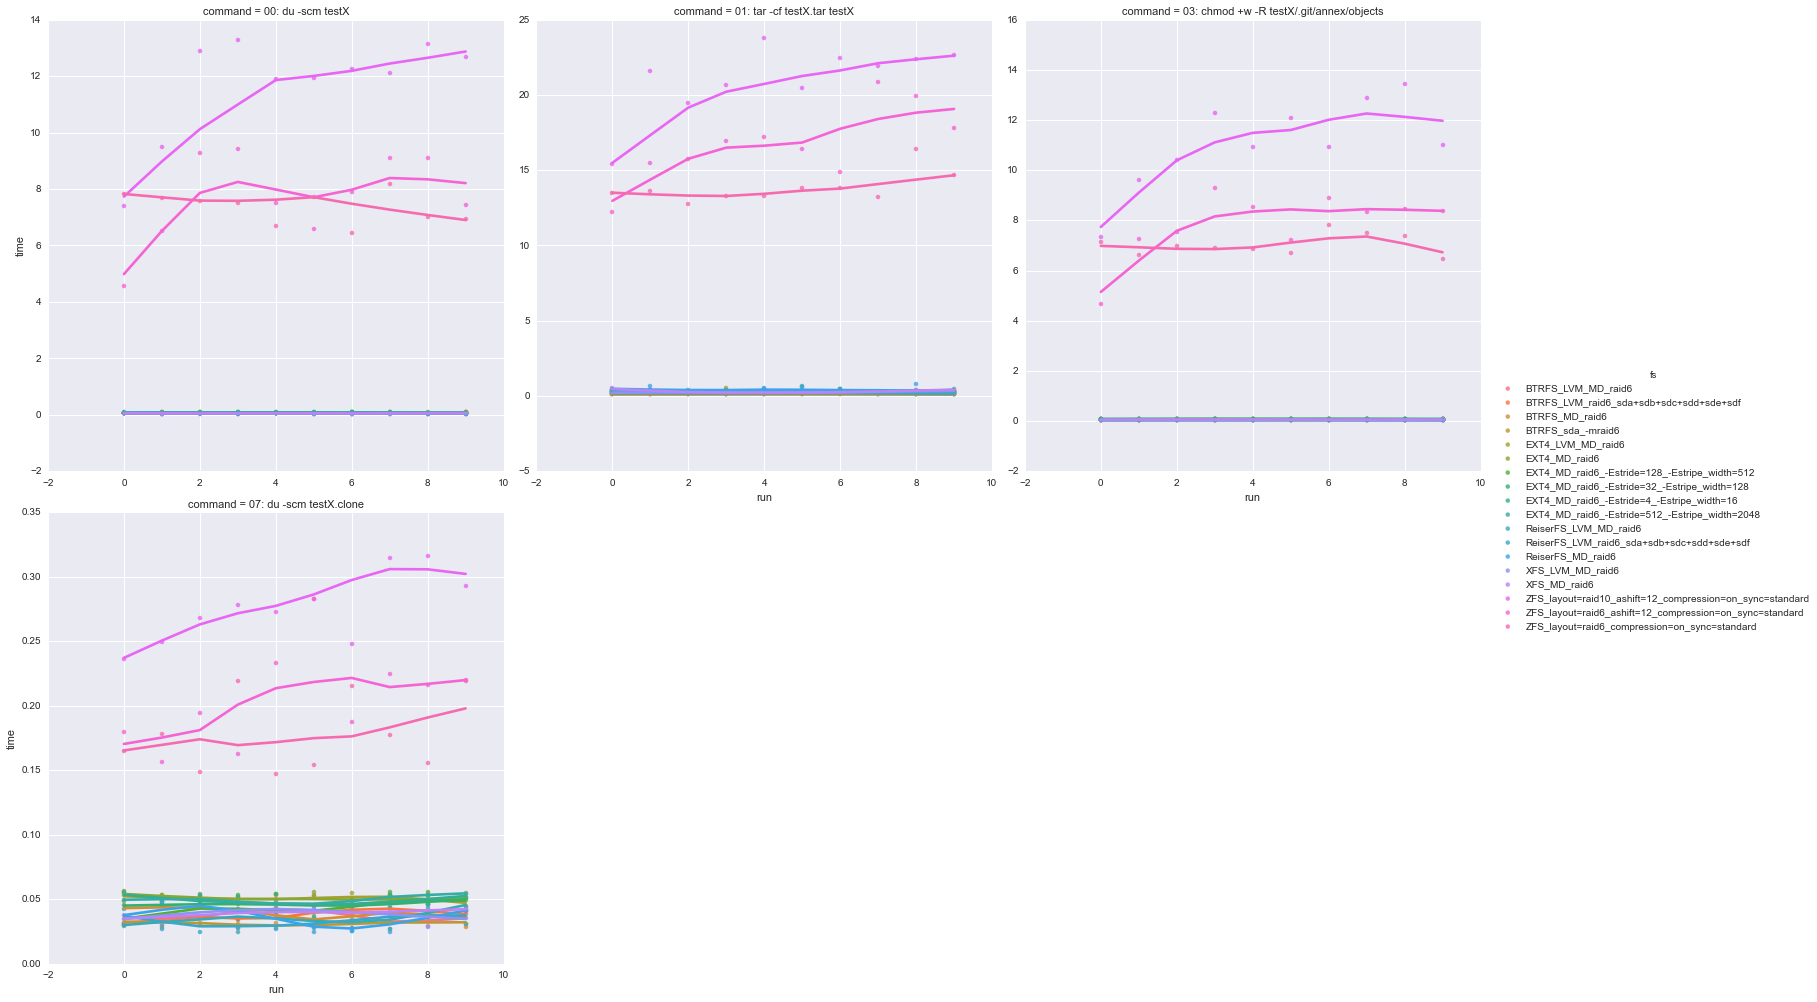 command = 00: du -scm testX
14
12
10
8
6
4
2
0
−2
time
−2 0 2 4 6 8 10
command = 01: tar -cf testX.tar testX
25
20
15
10
5
0
−5
−2 0 2 4 6 8 10
run
command = 03: chmod +w -R testX/.git/annex/objects
16
14
12
10
8
6
4
2
0
−2
−2 0 2 4 6 8 10
run
command = 07: du -scm testX.clone
0.35
0.30
0.25
0.20
0.15
0.10
0.05
0.00
time
−2 0 2 4 6 8 10
run
fs
BTRFS_LVM_MD_raid6
BTRFS_LVM_raid6_sda+sdb+sdc+sdd+sde+sdf
BTRFS_MD_raid6
BTRFS_sda_-mraid6
EXT4_LVM_MD_raid6
EXT4_MD_raid6
EXT4_MD_raid6_-Estride=128_-Estripe_width=512
EXT4_MD_raid6_-Estride=32_-Estripe_width=128
EXT4_MD_raid6_-Estride=4_-Estripe_width=16
EXT4_MD_raid6_-Estride=512_-Estripe_width=2048
ReiserFS_LVM_MD_raid6
ReiserFS_LVM_raid6_sda+sdb+sdc+sdd+sde+sdf
ReiserFS_MD_raid6
XFS_LVM_MD_raid6
XFS_MD_raid6
ZFS_layout=raid10_ashift=12_compression=on_sync=standard
ZFS_layout=raid6_ashift=12_compression=on_sync=standard
ZFS_layout=raid6_compression=on_sync=standard